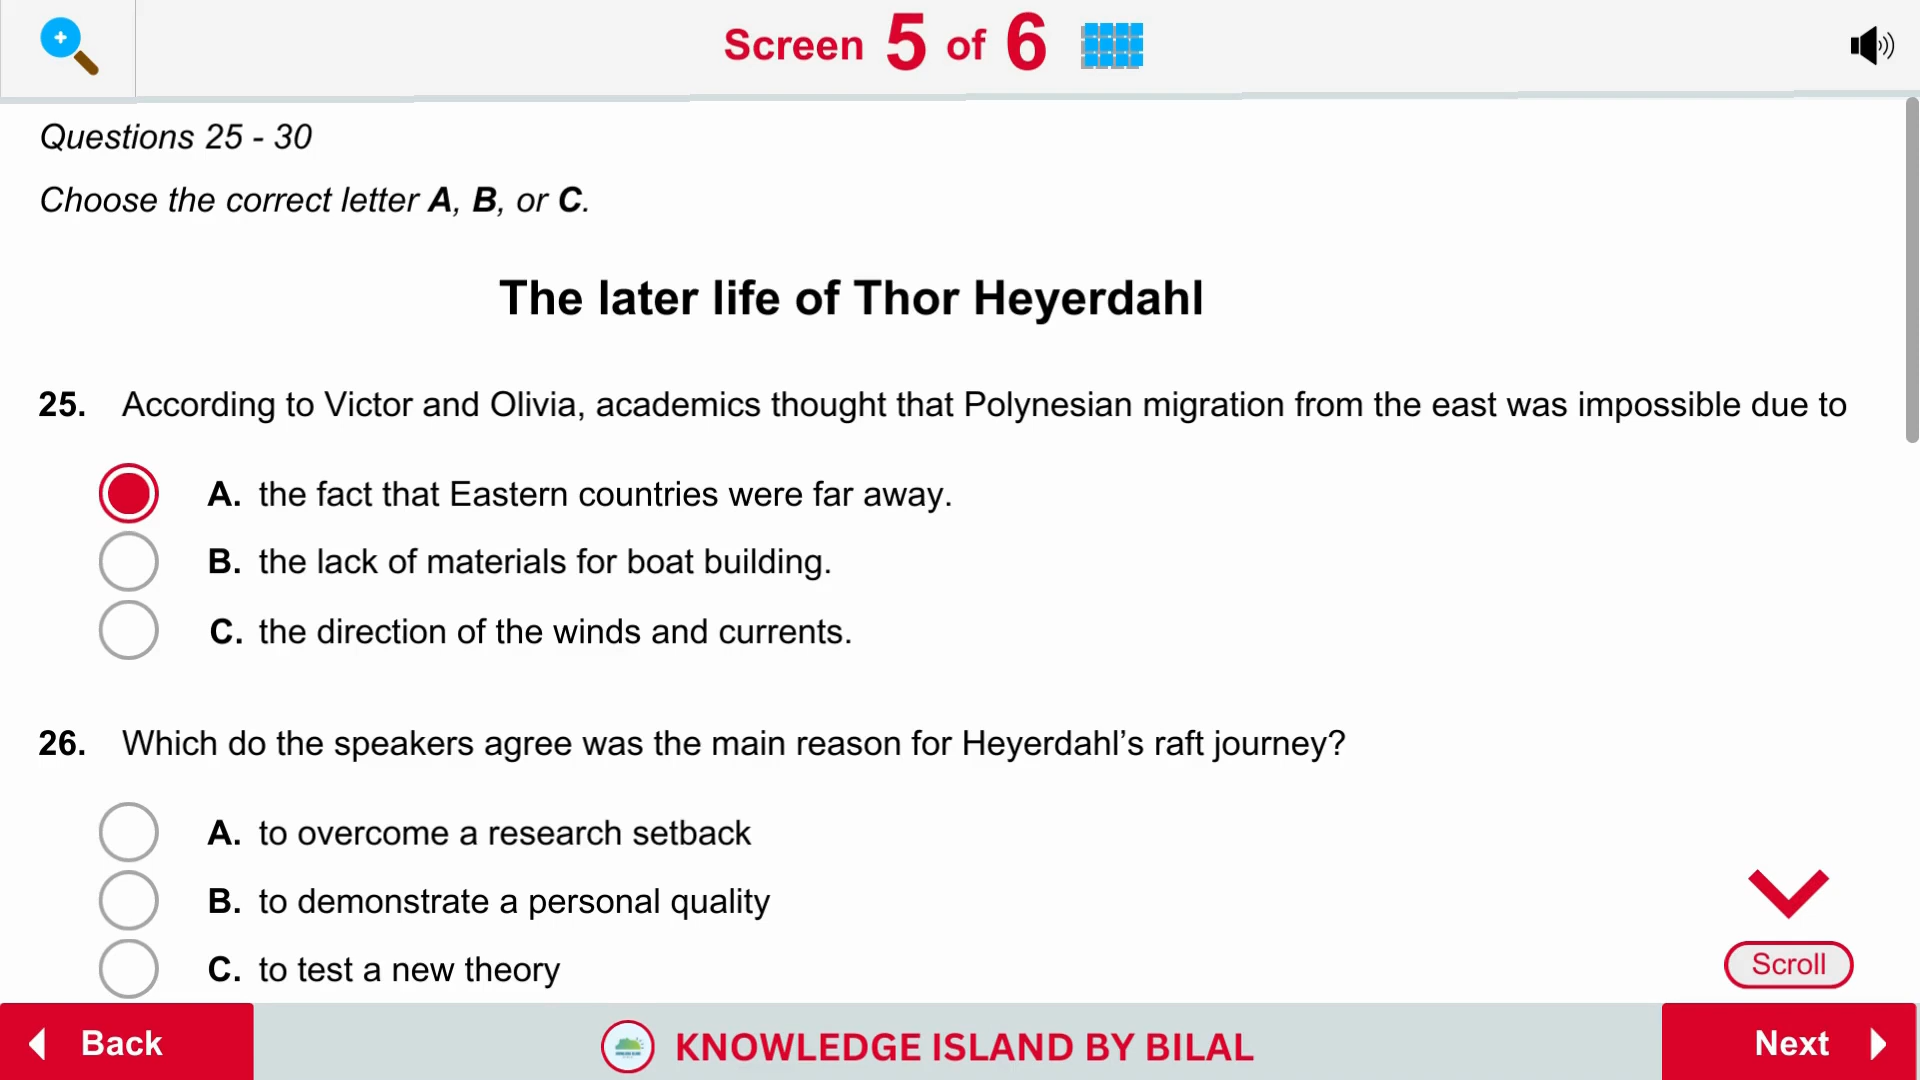 Screen 5 of 6
Questions 25 - 30
Choose the correct letter A, B, or C.
The later life of Thor Heyerdahl
25. According to Victor and Olivia, academics thought that Polynesian migration from the east was impossible due to
A. the fact that Eastern countries were far away.
B. the lack of materials for boat building.
C. the direction of the winds and currents.
26. Which do the speakers agree was the main reason for Heyerdahl’s raft journey?
A. to overcome a research setback
B. to demonstrate a personal quality
C. to test a new theory
Scroll
Back
KNOWLEDGE ISLAND BY BILAL
Next